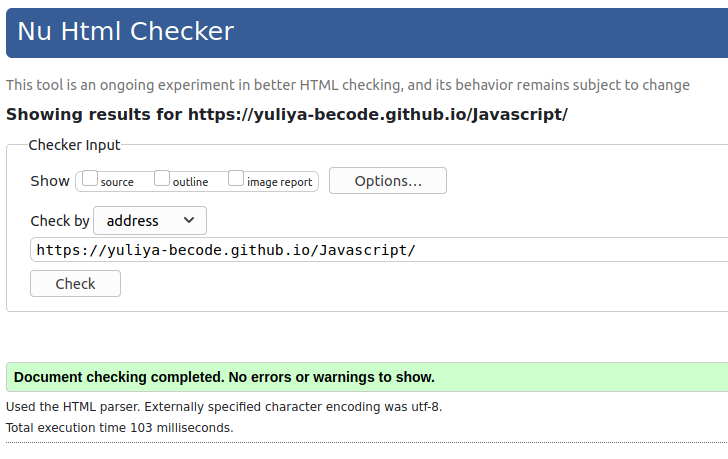 Nu Html Checker
This tool is an ongoing experiment in better HTML checking, and its behavior remains subject to change
Showing results for https://yuliya-becode.github.io/Javascript/
Checker Input
Show source outline image report Options...
Check by address
https://yuliya-becode.github.io/Javascript/
Check
Document checking completed. No errors or warnings to show.
Used the HTML parser. Externally specified character encoding was utf-8.
Total execution time 103 milliseconds.